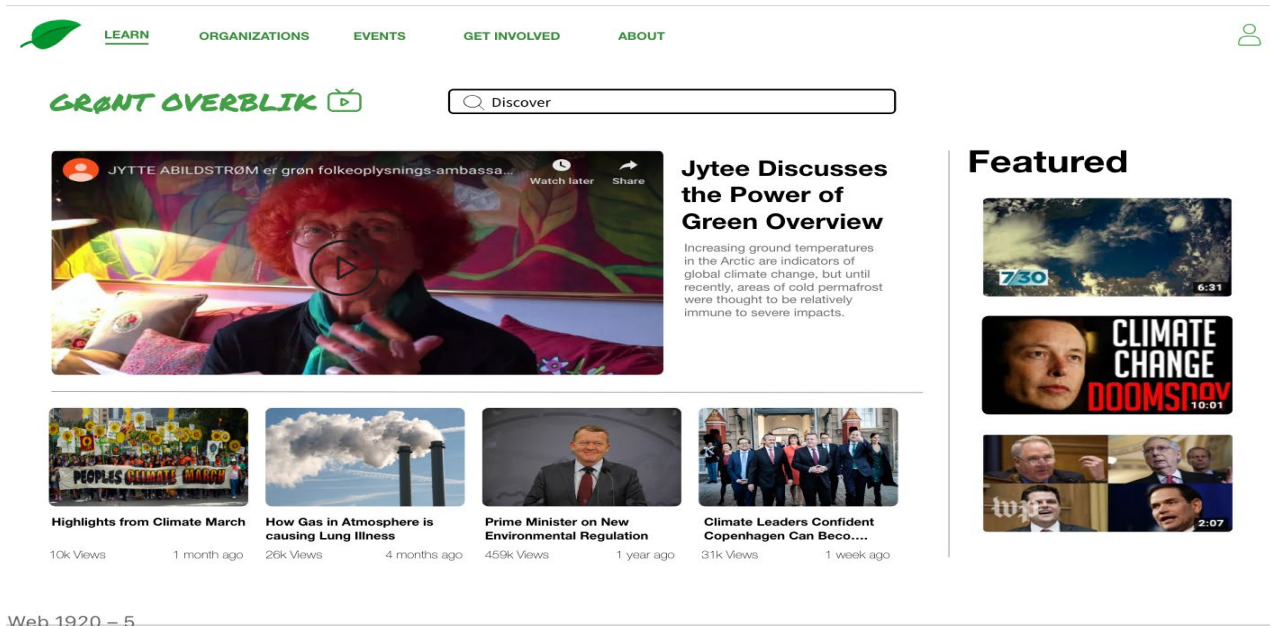 LEARN
ORGANIZATIONS
EVENTS
GET INVOLVED
ABOUT
GRØNT OVERBLIK
Discover
JYTTE ABILDSTRØM er grøn folkeoplysnings-ambassa...
Watch later
Share
Jytee Discusses
the Power of
Green Overview
Increasing ground temperatures
in the Arctic are indicators of
global climate change, but until
recently, areas of cold permafrost
were thought to be relatively
immune to severe impacts.
Featured
7/30
6:31
CLIMATE
CHANGE
DOOMSDAY
10:01
wp
2:07
PEOPLES CLIMATE MARCH
Highlights from Climate March
10k Views
1 month ago
How Gas in Atmosphere is
causing Lung Illness
26k Views
4 months ago
Prime Minister on New
Environmental Regulation
459k Views
1 year ago
Climate Leaders Confident
Copenhagen Can Beco....
31k Views
1 week ago
Web 1920 – 5